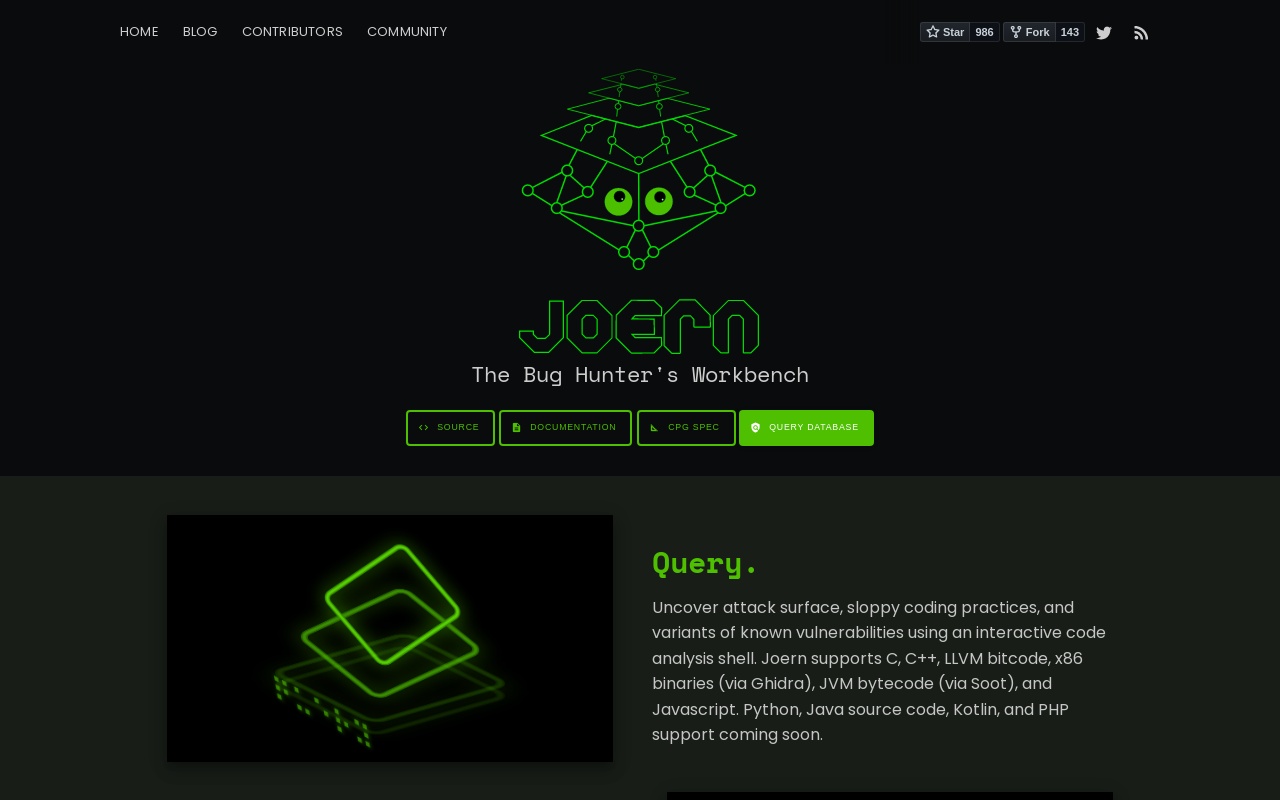 HOME BLOG CONTRIBUTORS COMMUNITY
Star 986 Fork 143
JOERN
The Bug Hunter's Workbench
SOURCE DOCUMENTATION CPG SPEC QUERY DATABASE
Query.
Uncover attack surface, sloppy coding practices, and
variants of known vulnerabilities using an interactive code
analysis shell. Joern supports C, C++, LLVM bitcode, x86
binaries (via Ghidra), JVM bytecode (via Soot), and
Javascript. Python, Java source code, Kotlin, and PHP
support coming soon.